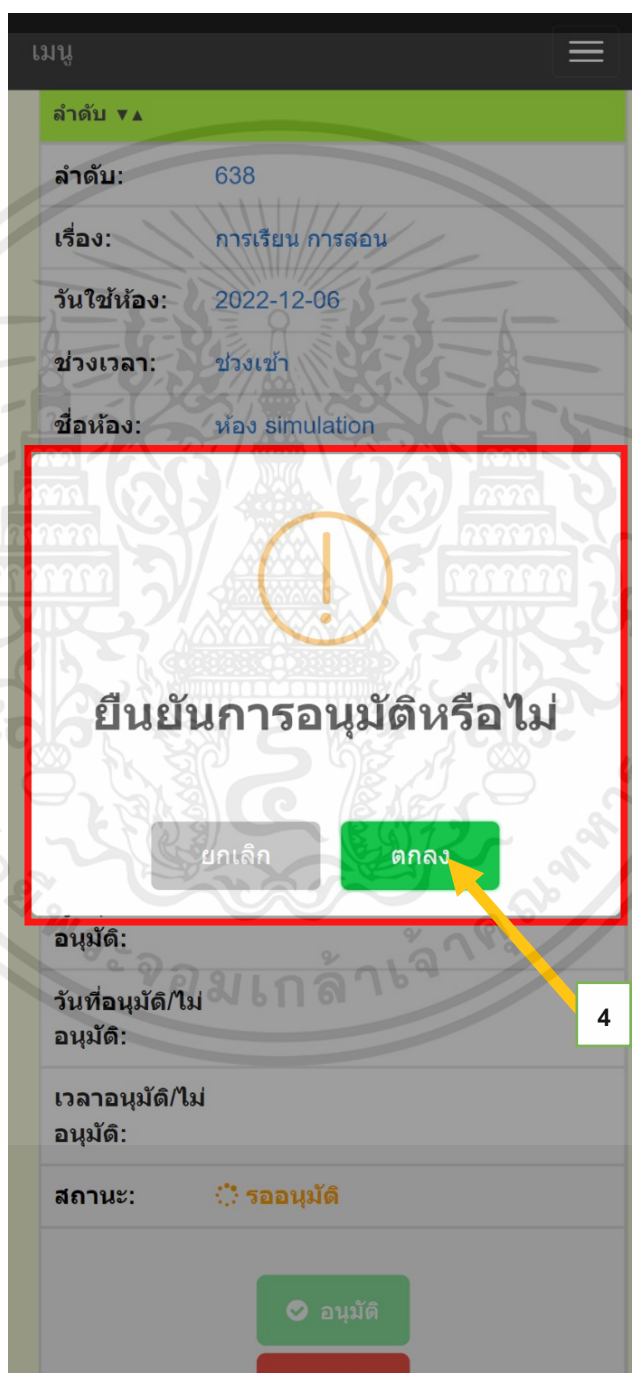 เมนู
ลำดับ ▼▲
ลำดับ: 638
เรื่อง: การเรียน การสอน
วันใช้ห้อง: 2022-12-06
ช่วงเวลา: ช่วงเช้า
ชื่อห้อง: ห้อง simulation
ยืนยันการอนุมัติหรือไม่
ยกเลิก ตกลง
อนุมัติ:
วันที่อนุมัติ/ไม่
อนุมัติ:
4
เวลาอนุมัติ/ไม่
อนุมัติ:
สถานะ: รออนุมัติ
อนุมัติ